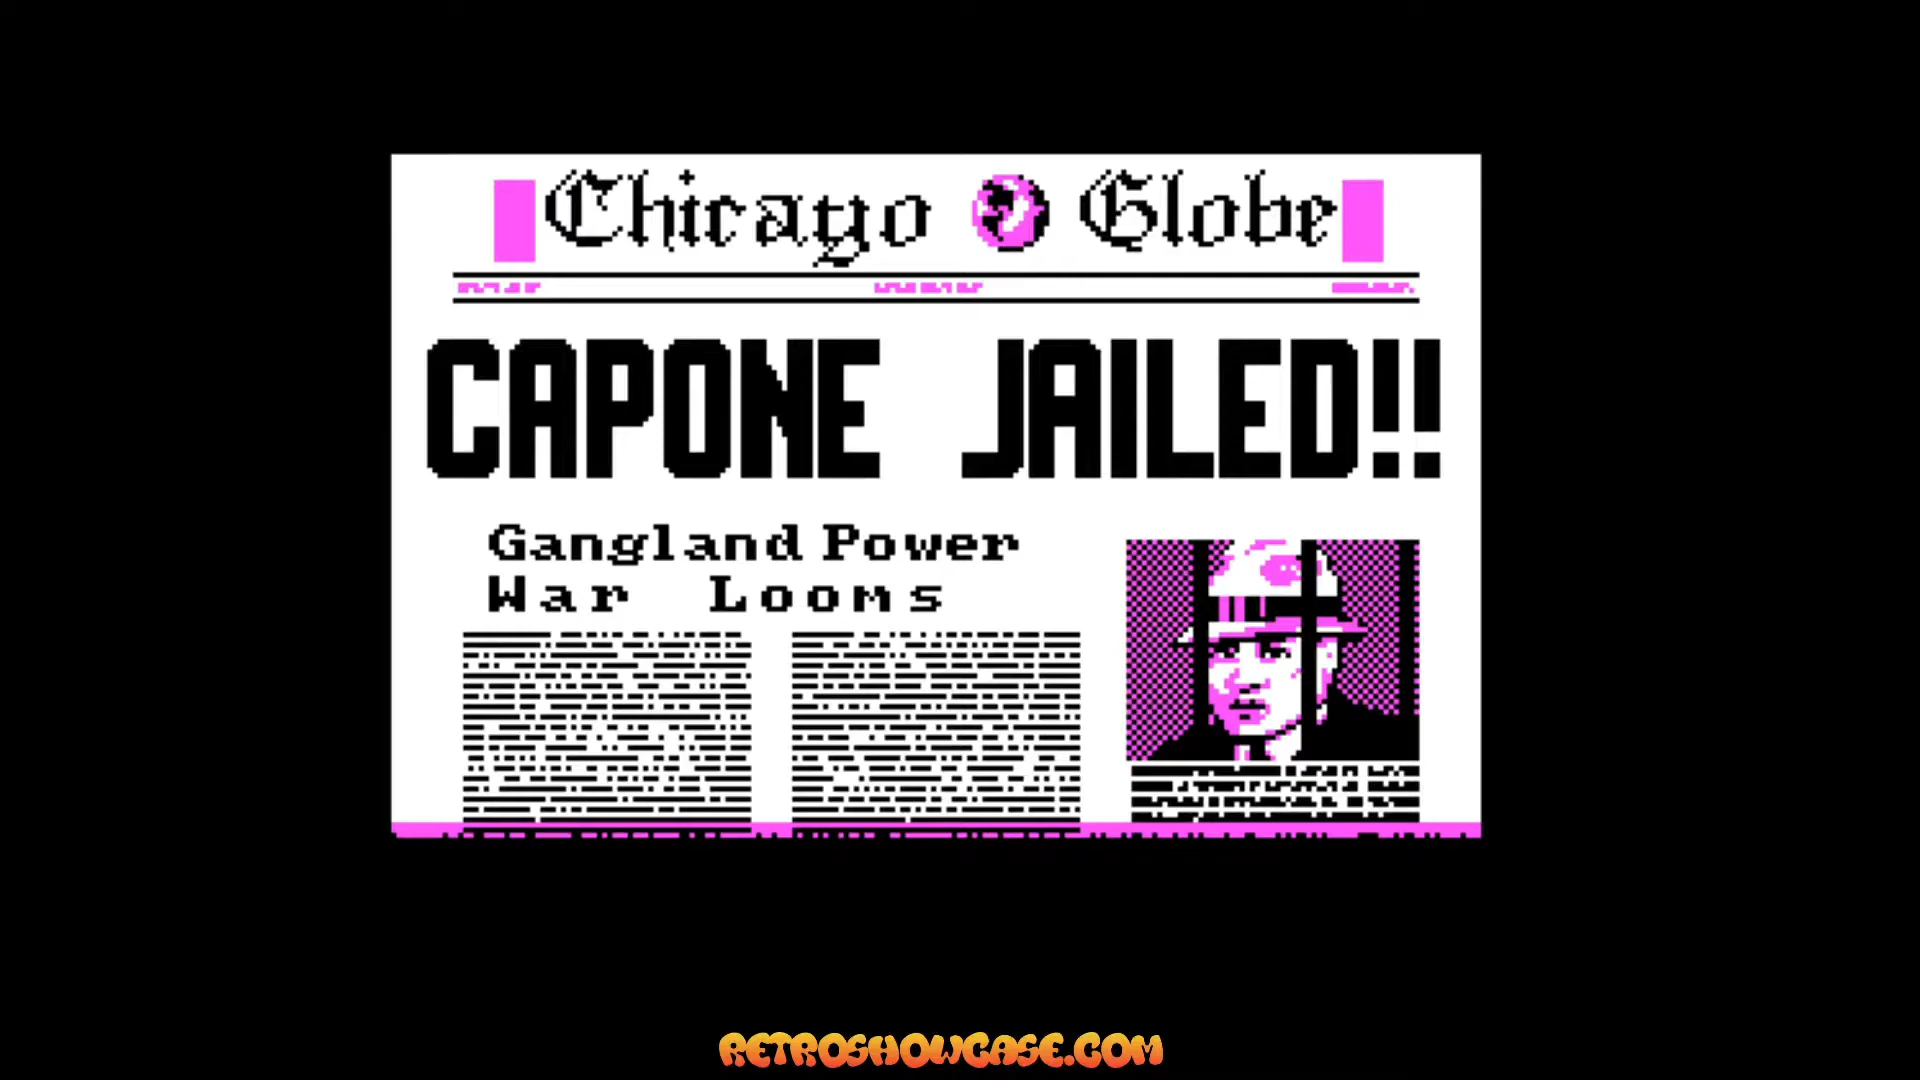 Chicago Globe
CAPONE JAILED!!
Gangland Power
War Looms
RETROSHOWCASE.COM